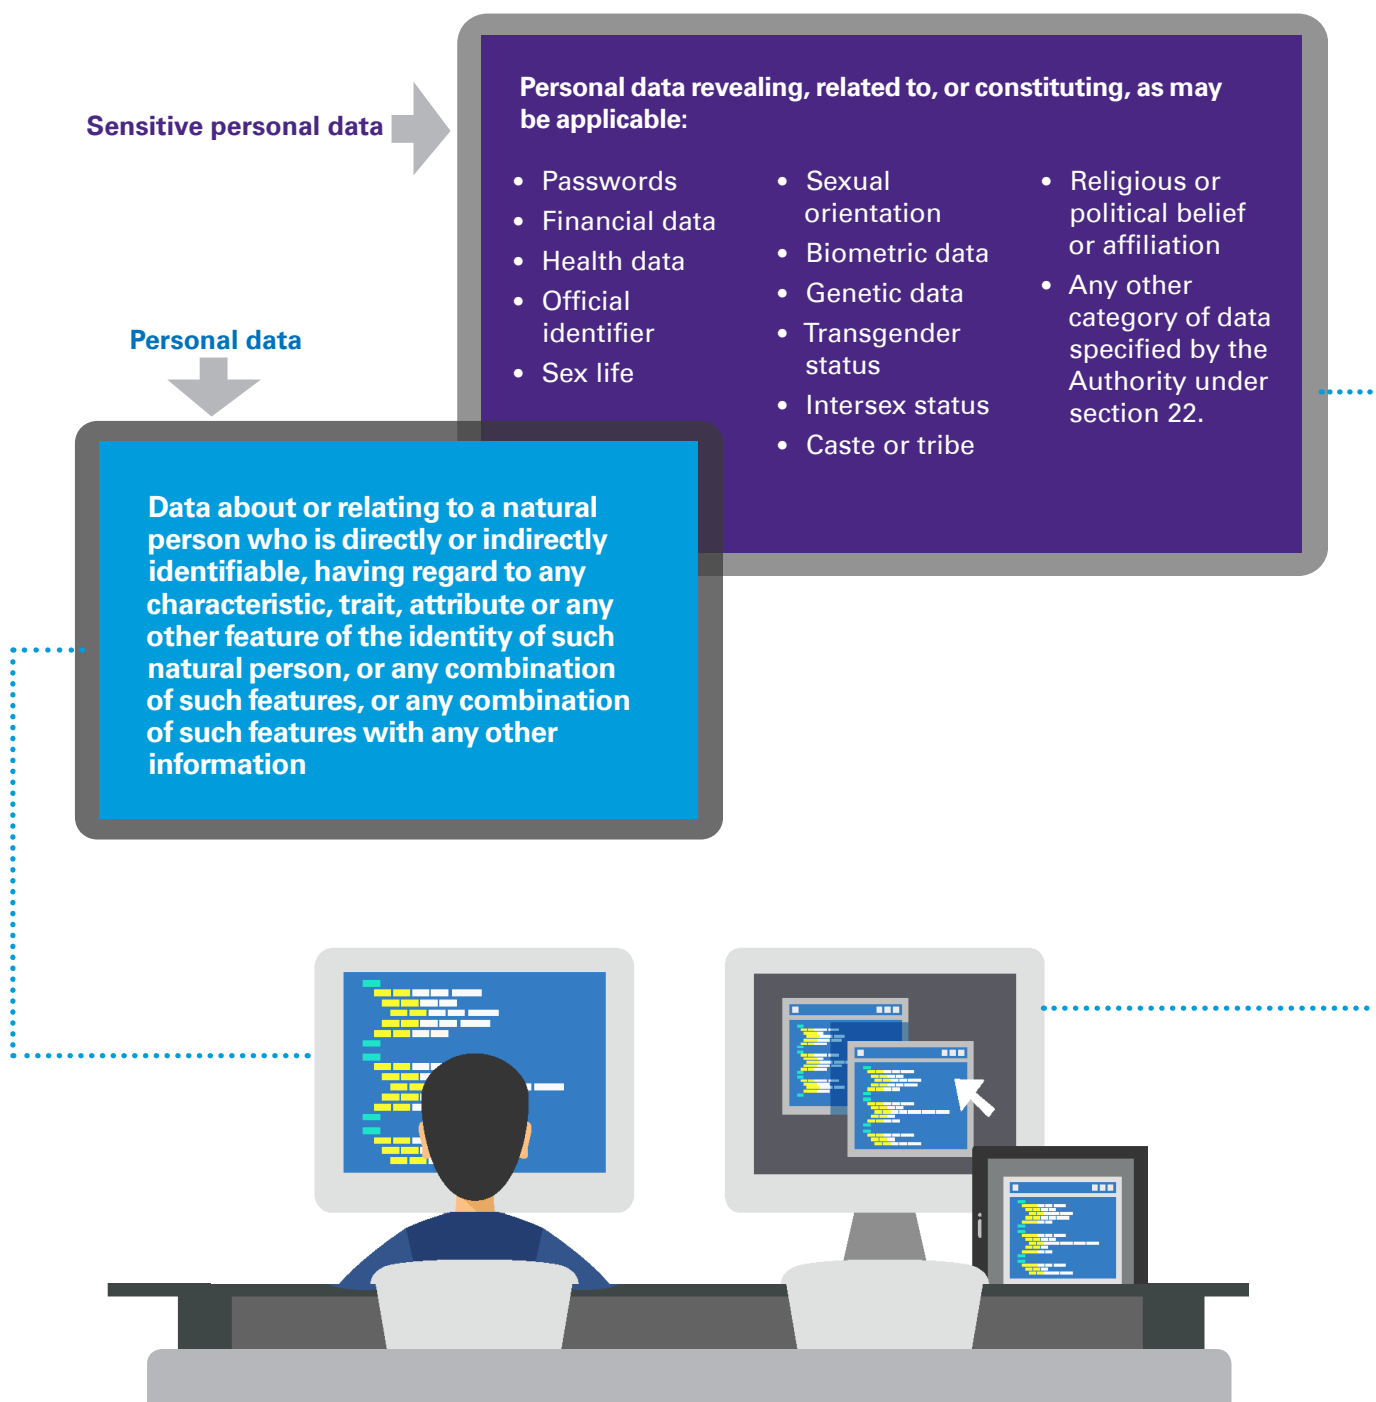 Sensitive personal data
Personal data revealing, related to, or constituting, as may
be applicable:
• Passwords
• Financial data
• Health data
• Official
identifier
• Sex life
• Sexual
orientation
• Biometric data
• Genetic data
• Transgender
status
• Intersex status
• Caste or tribe
• Religious or
political belief
or affiliation
• Any other
category of data
specified by the
Authority under
section 22.
Personal data
Data about or relating to a natural
person who is directly or indirectly
identifiable, having regard to any
characteristic, trait, attribute or any
other feature of the identity of such
natural person, or any combination
of such features, or any combination
of such features with any other
information